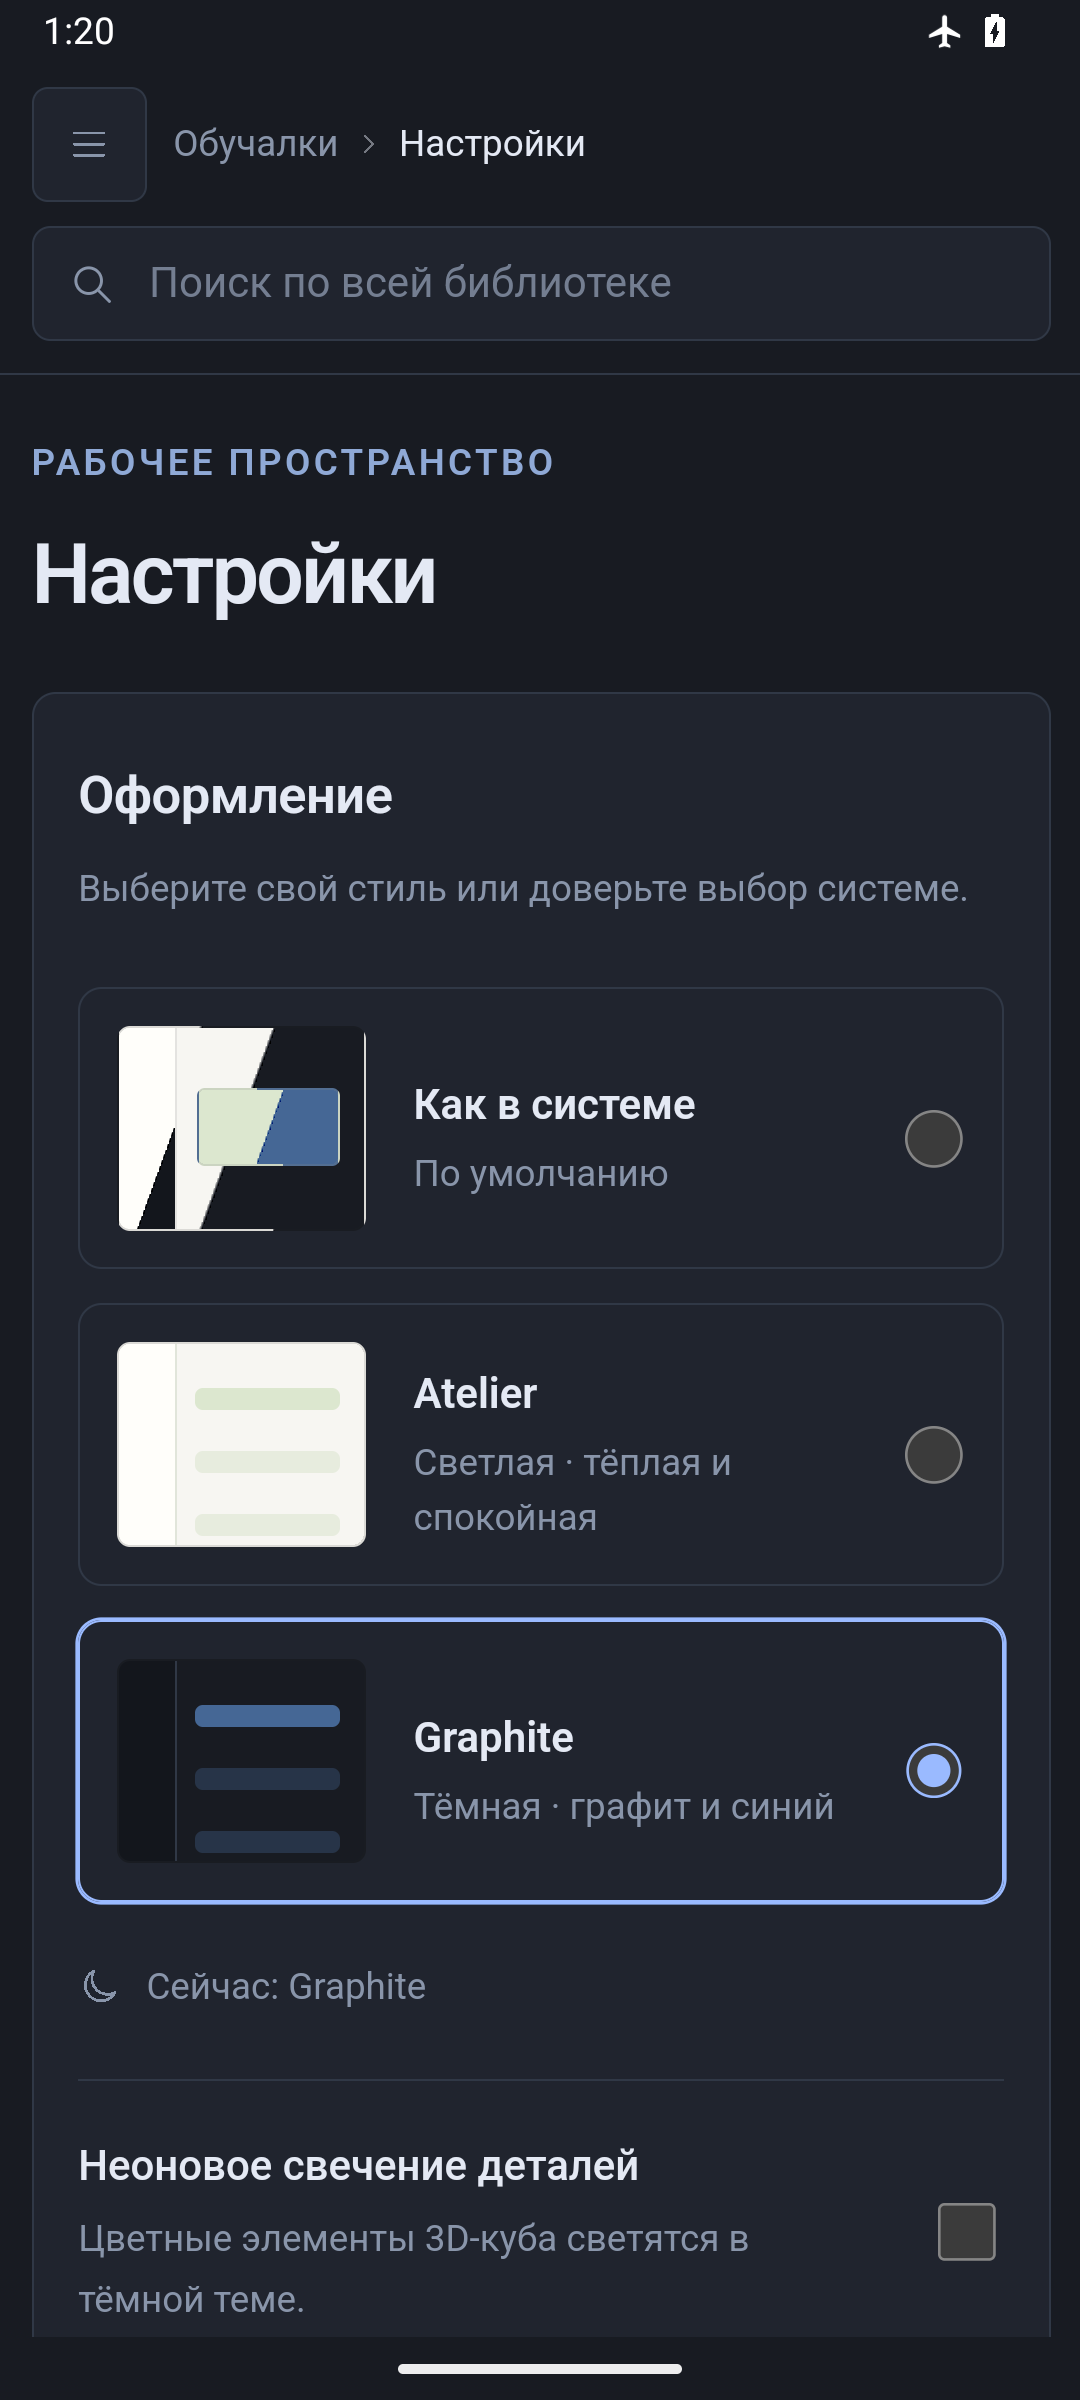 1:20
Обучалки > Настройки
Поиск по всей библиотеке
РАБОЧЕЕ ПРОСТРАНСТВО
Настройки
Оформление
Выберите свой стиль или доверьте выбор системе.
Как в системе
По умолчанию
Atelier
Светлая · тёплая и
спокойная
Graphite
Тёмная · графит и синий
Сейчас: Graphite
Неоновое свечение деталей
Цветные элементы 3D-куба светятся в
тёмной теме.